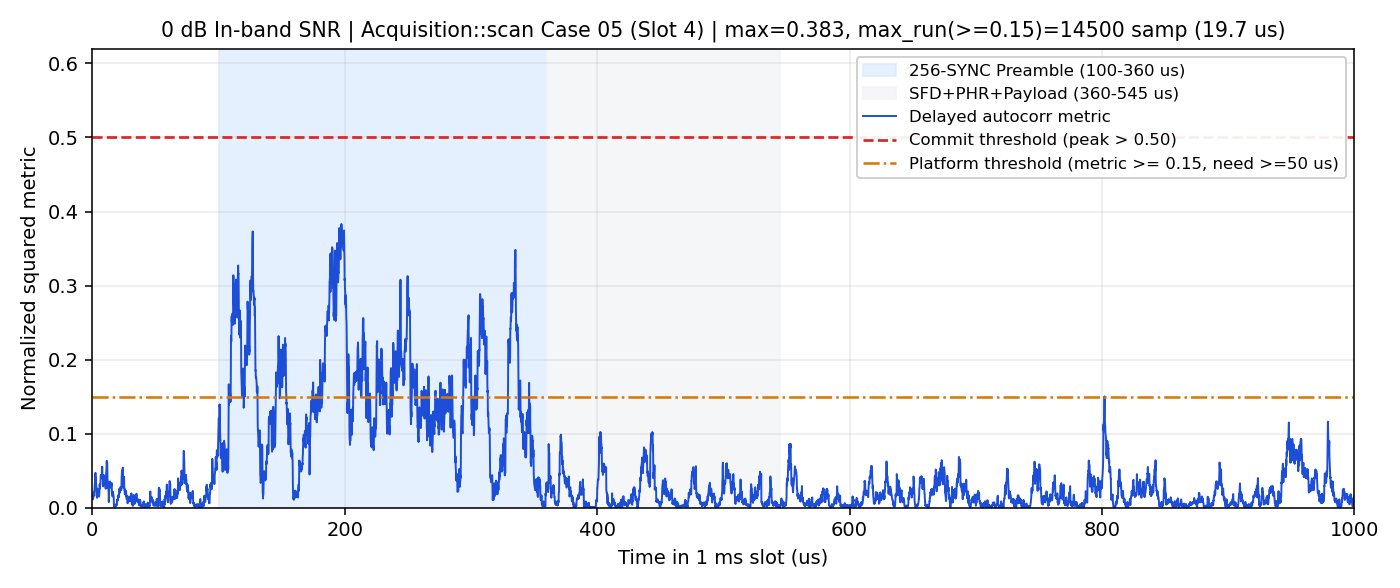 0 dB In-band SNR | Acquisition::scan Case 05 (Slot 4) | max=0.383, max_run(>=0.15)=14500 samp (19.7 us)
256-SYNC Preamble (100-360 us)
SFD+PHR+Payload (360-545 us)
Delayed autocorr metric
Commit threshold (peak > 0.50)
Platform threshold (metric >= 0.15, need >=50 us)
Normalized squared metric
0.6
0.5
0.4
0.3
0.2
0.1
0.0
0 200 400 600 800 1000
Time in 1 ms slot (us)